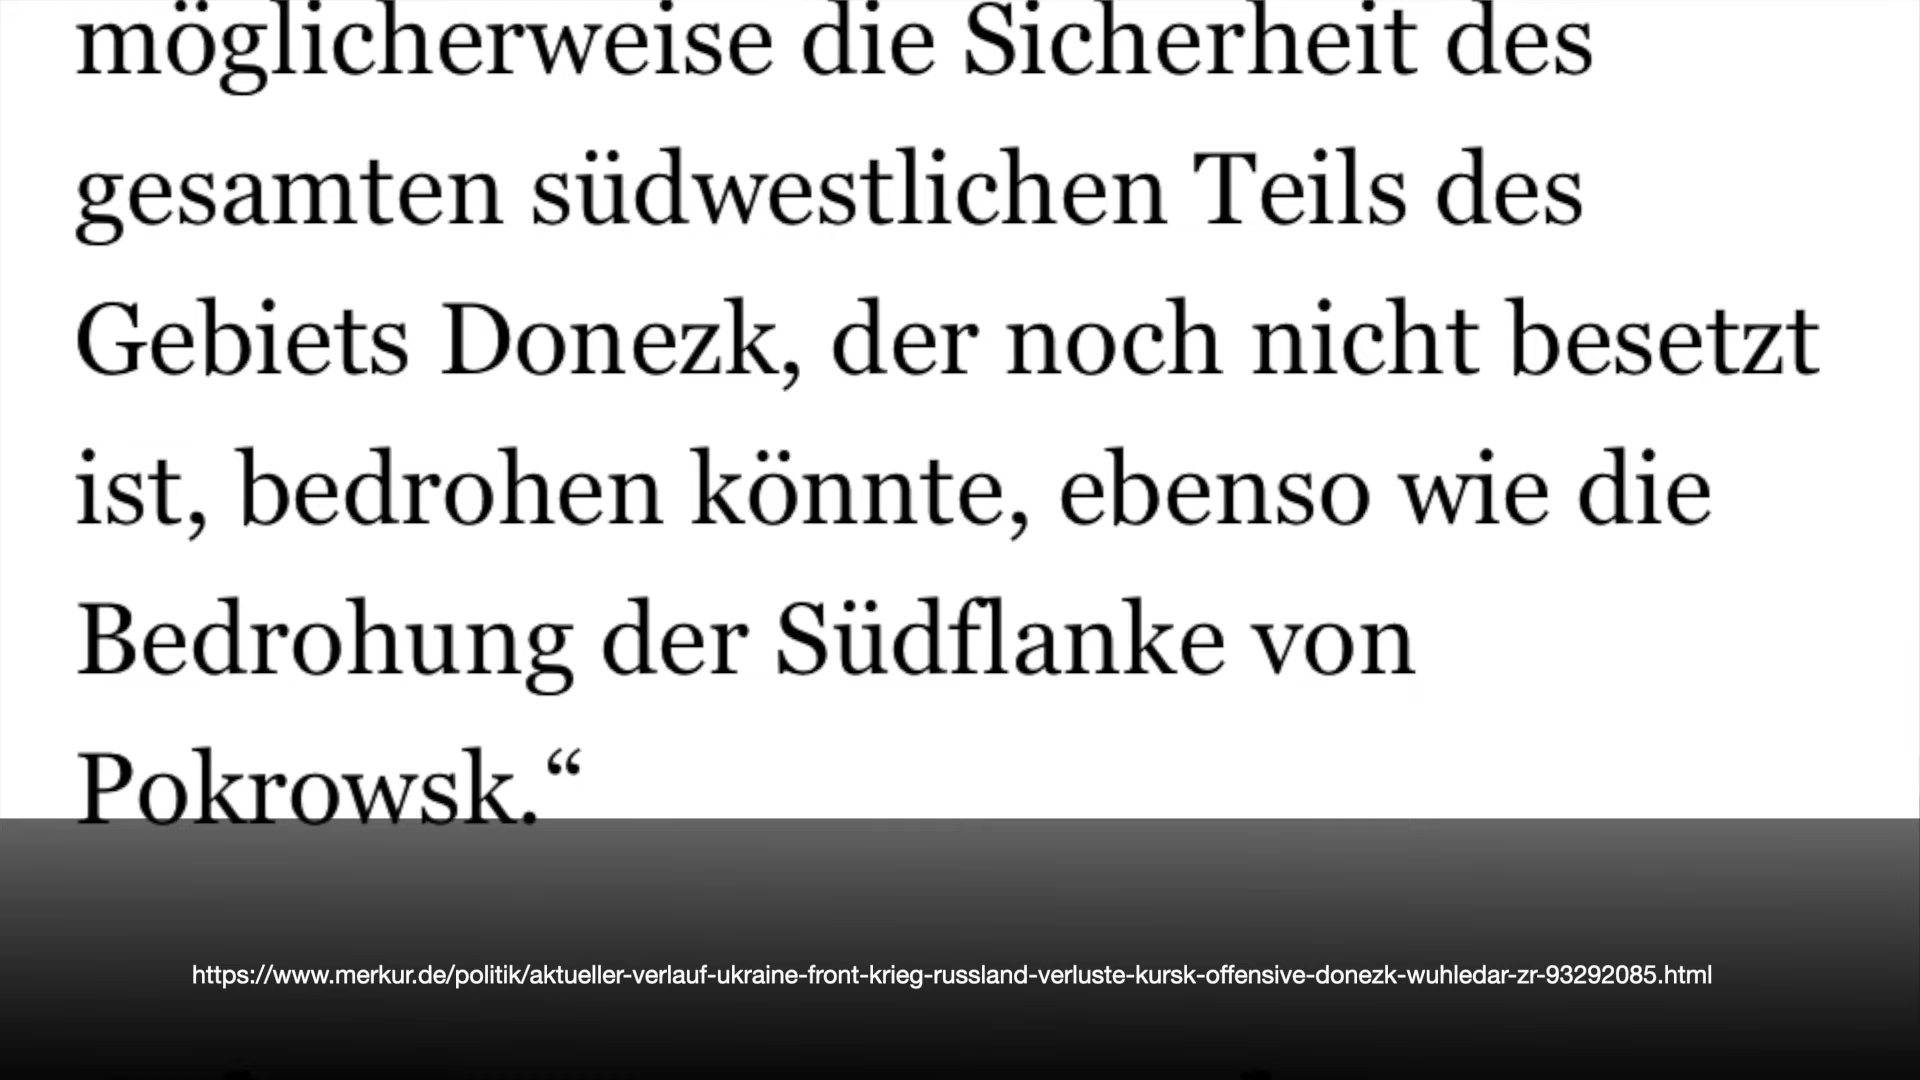 möglicherweise die Sicherheit des
gesamten südwestlichen Teils des
Gebiets Donezk, der noch nicht besetzt
ist, bedrohen könnte, ebenso wie die
Bedrohung der Südflanke von
Pokrowsk.“
https://www.merkur.de/politik/aktueller-verlauf-ukraine-front-krieg-russland-verluste-kursk-offensive-donezk-wuhledar-zr-93292085.html